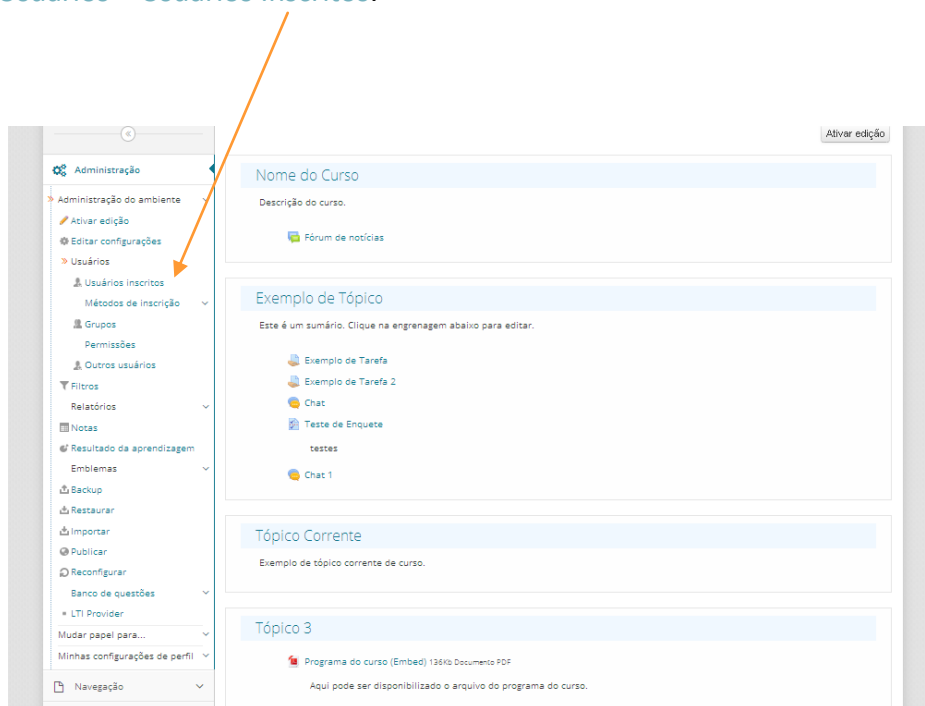 Usuários inscritos.
Ativar edição
Administração
Administração do ambiente
Ativar edição
Editar configurações
Usuários
Usuários inscritos
Métodos de inscrição
Grupos
Permissões
Outros usuários
Filtros
Relatórios
Notas
Resultado da aprendizagem
Emblemas
Backup
Restaurar
Importar
Publicar
Reconfigurar
Banco de questões
LTI Provider
Mudar papel para...
Minhas configurações de perfil
Navegação
Nome do Curso
Descrição do curso.
Fórum de notícias
Exemplo de Tópico
Este é um sumário. Clique na engrenagem abaixo para editar.
Exemplo de Tarefa
Exemplo de Tarefa 2
Chat
Teste de Enquete
testes
Chat 1
Tópico Corrente
Exemplo de tópico corrente de curso.
Tópico 3
Programa do curso (Embed) 136Kb Documento PDF
Aqui pode ser disponibilizado o arquivo do programa do curso.